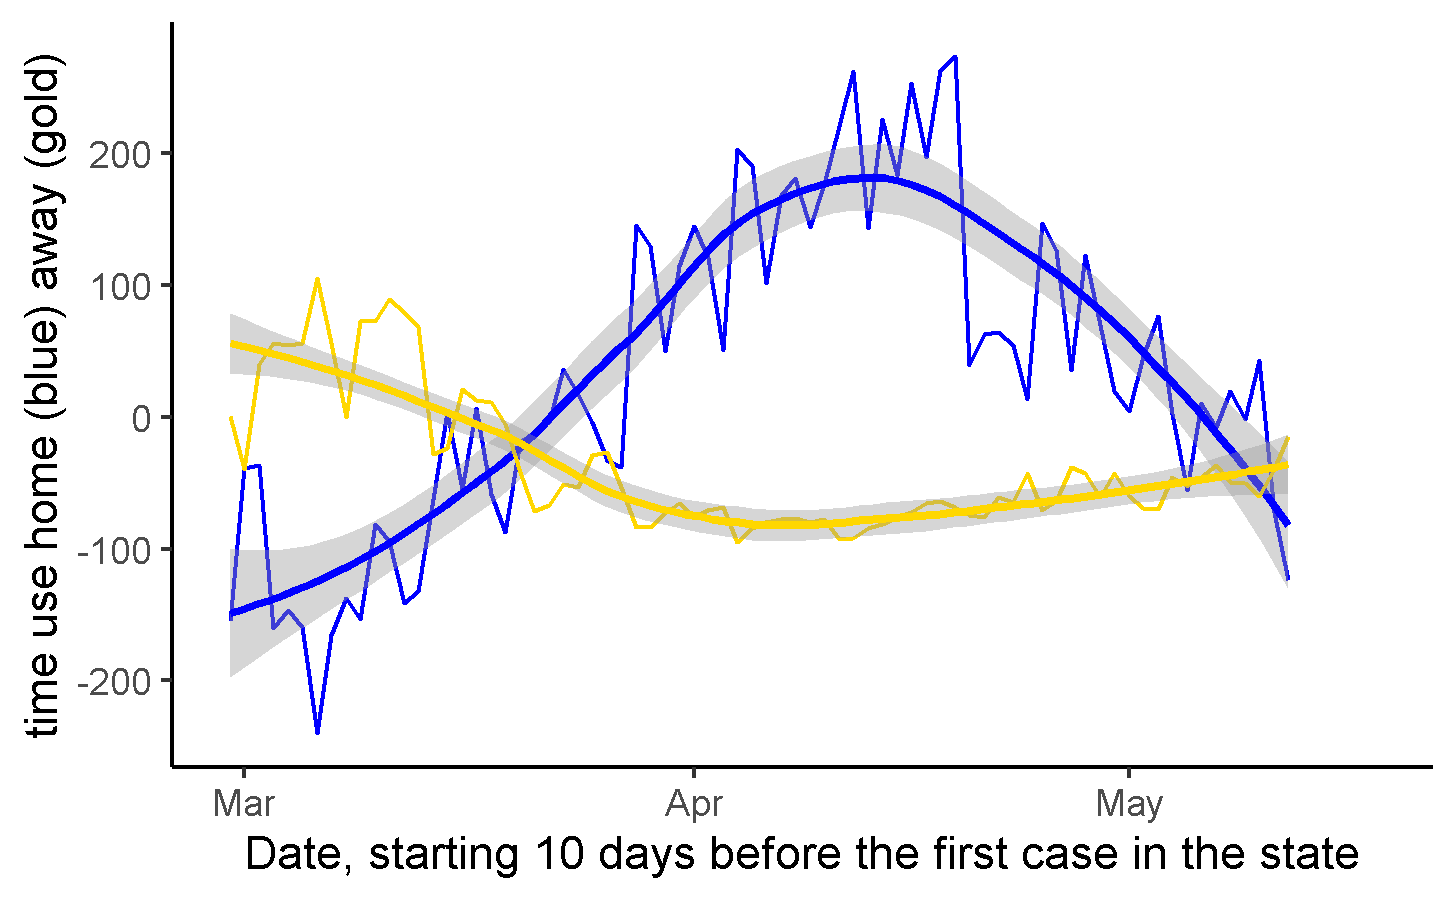 time use home (blue) away (gold)
200
100
0
-100
-200
Mar
Apr
May
Date, starting 10 days before the first case in the state